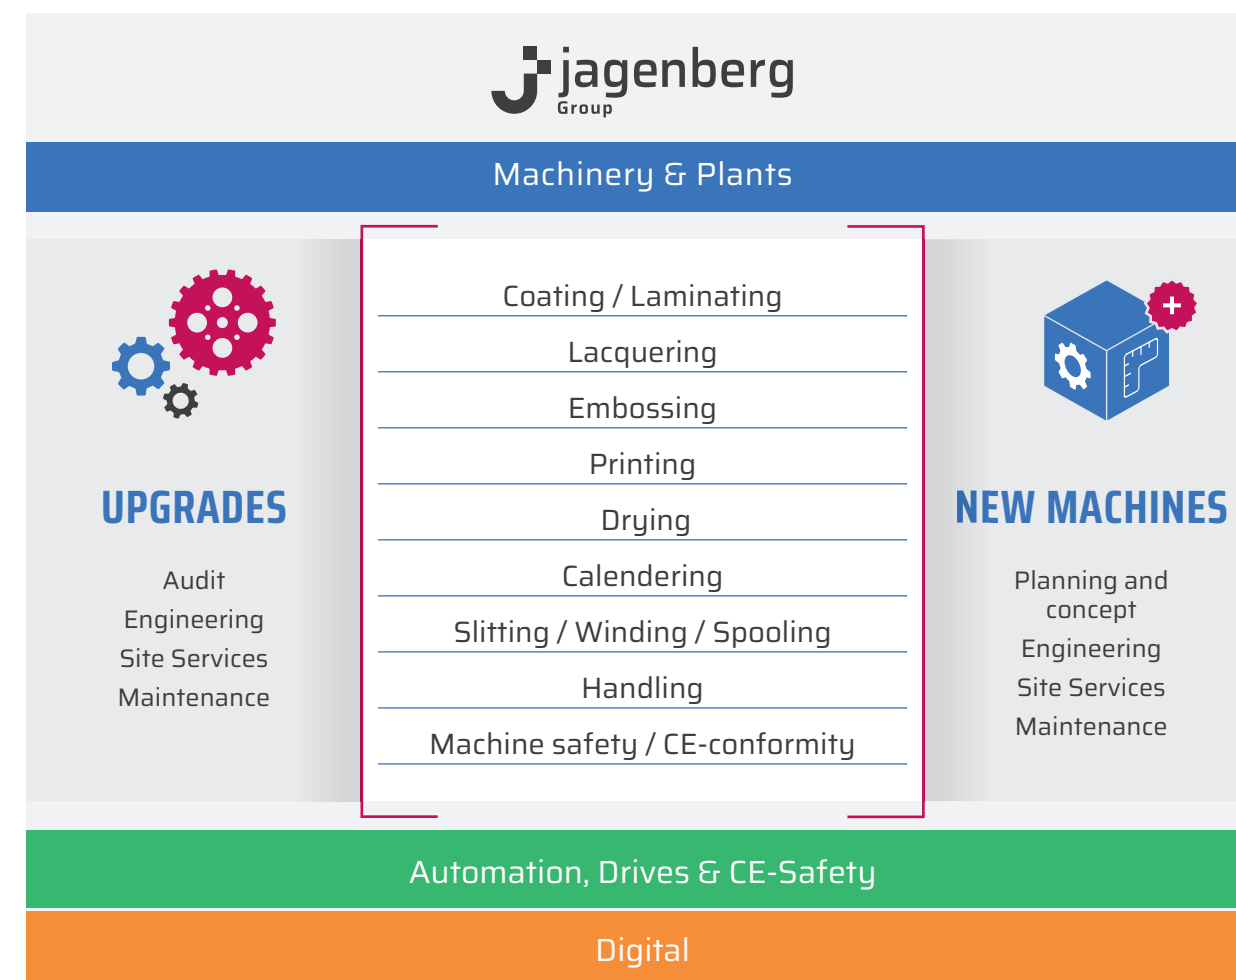 jagenberg
Group
Machinery & Plants
UPGRADES
Audit
Engineering
Site Services
Maintenance
Coating / Laminating
Lacquering
Embossing
Printing
Drying
Calendering
Slitting / Winding / Spooling
Handling
Machine safety / CE-conformity
NEW MACHINES
Planning and
concept
Engineering
Site Services
Maintenance
Automation, Drives & CE-Safety
Digital